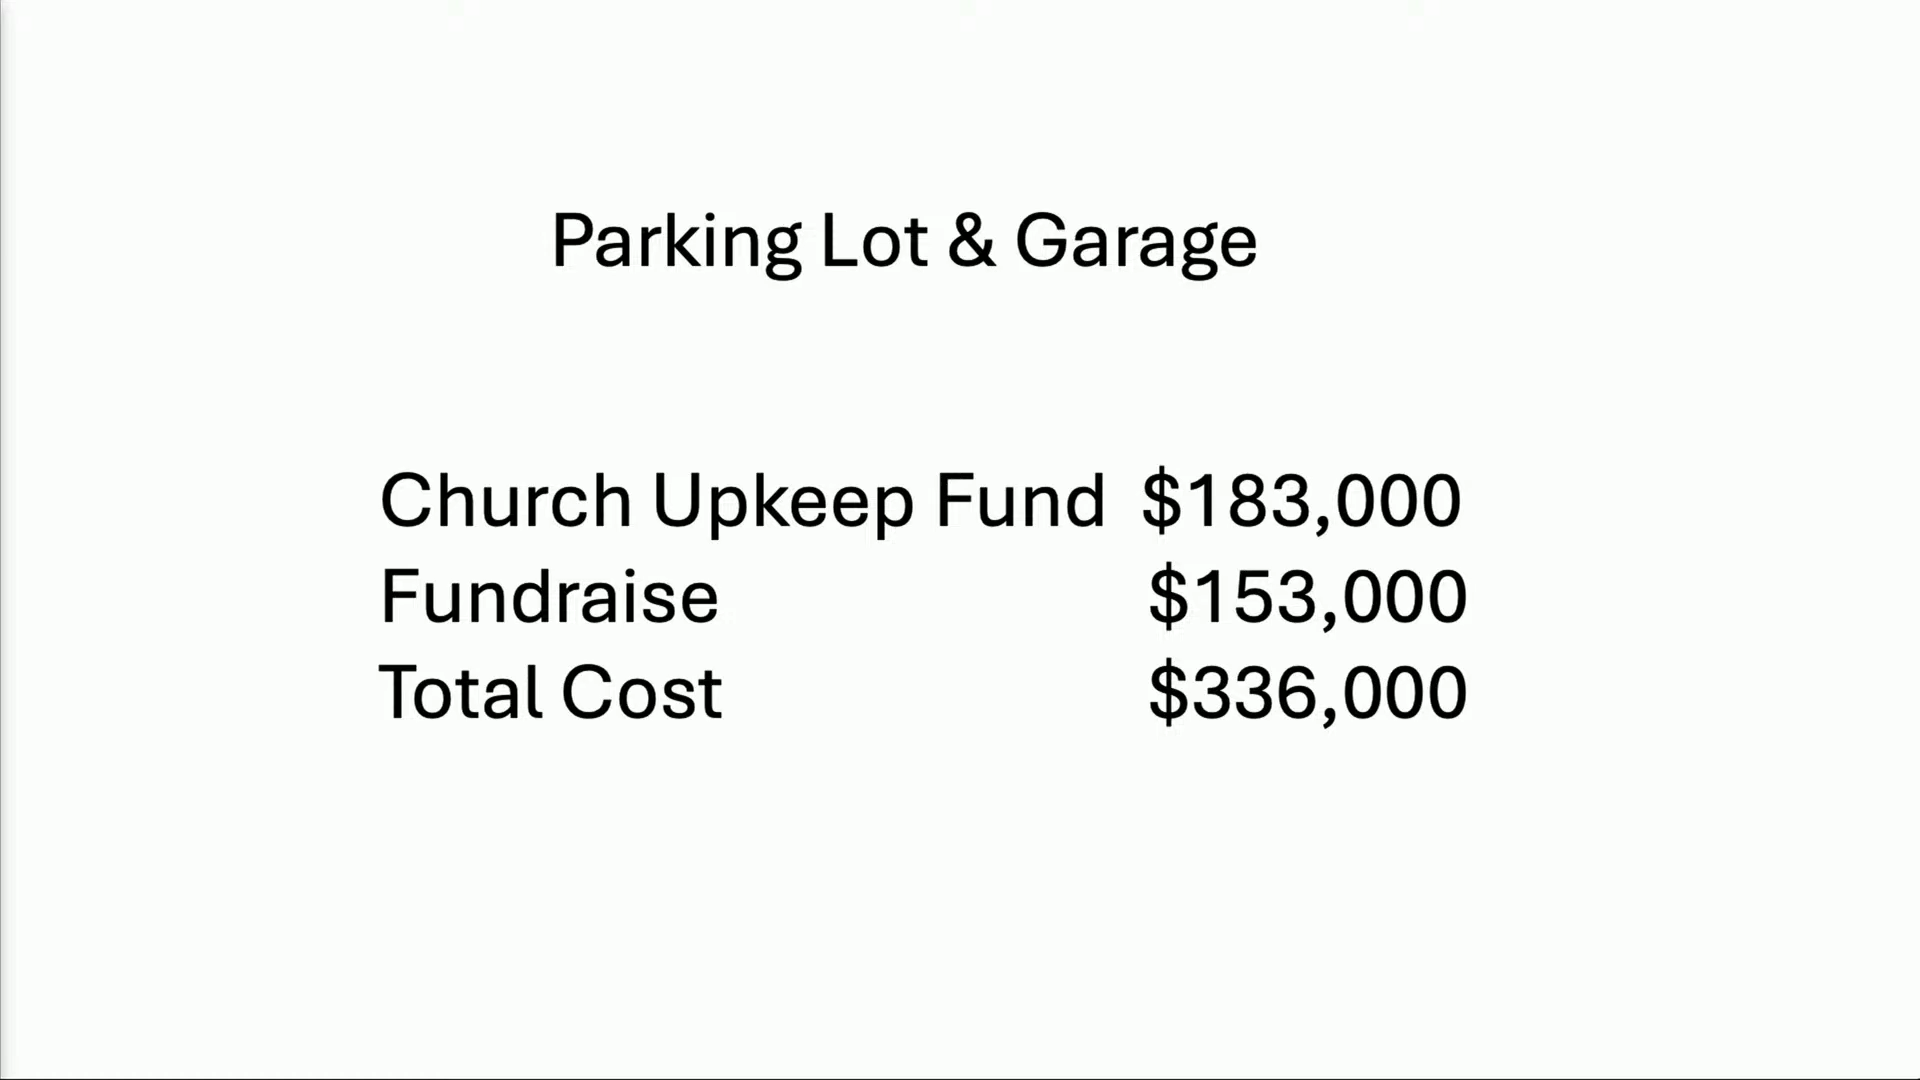 Parking Lot & Garage
Church Upkeep Fund $183,000
Fundraise $153,000
Total Cost $336,000